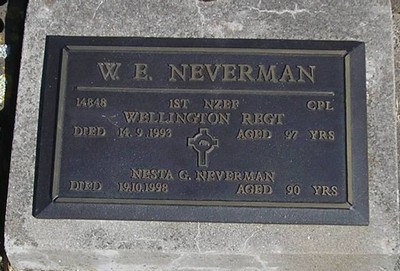 W. E. NEVERMAN
14848 1ST NZEF CPL
WELLINGTON REGT
DIED 14.9.1993 AGED 97 YRS
NESTA G. NEVERMAN
DIED 19.10.1998 AGED 90 YRS